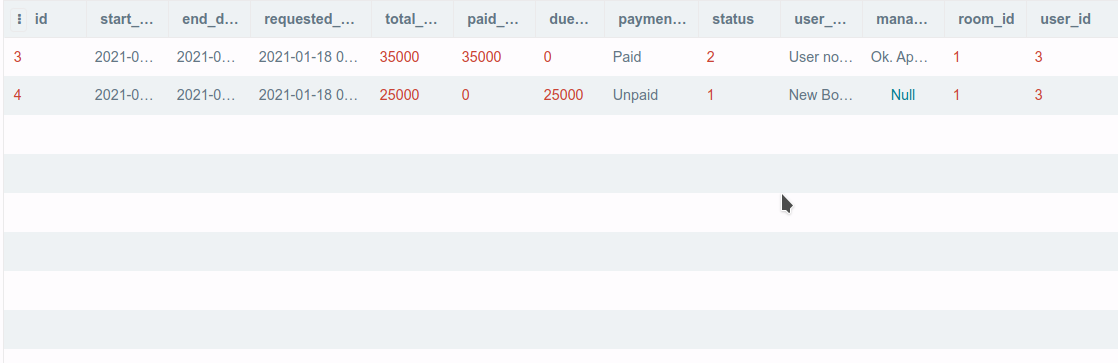 id start_... end_d... requested_... total_... paid_... due... paymen... status user_... mana... room_id user_id
3 2021-0... 2021-0... 2021-01-18 0... 35000 35000 0 Paid 2 User no... Ok. Ap... 1 3
4 2021-0... 2021-0... 2021-01-18 0... 25000 0 25000 Unpaid 1 New Bo... Null 1 3